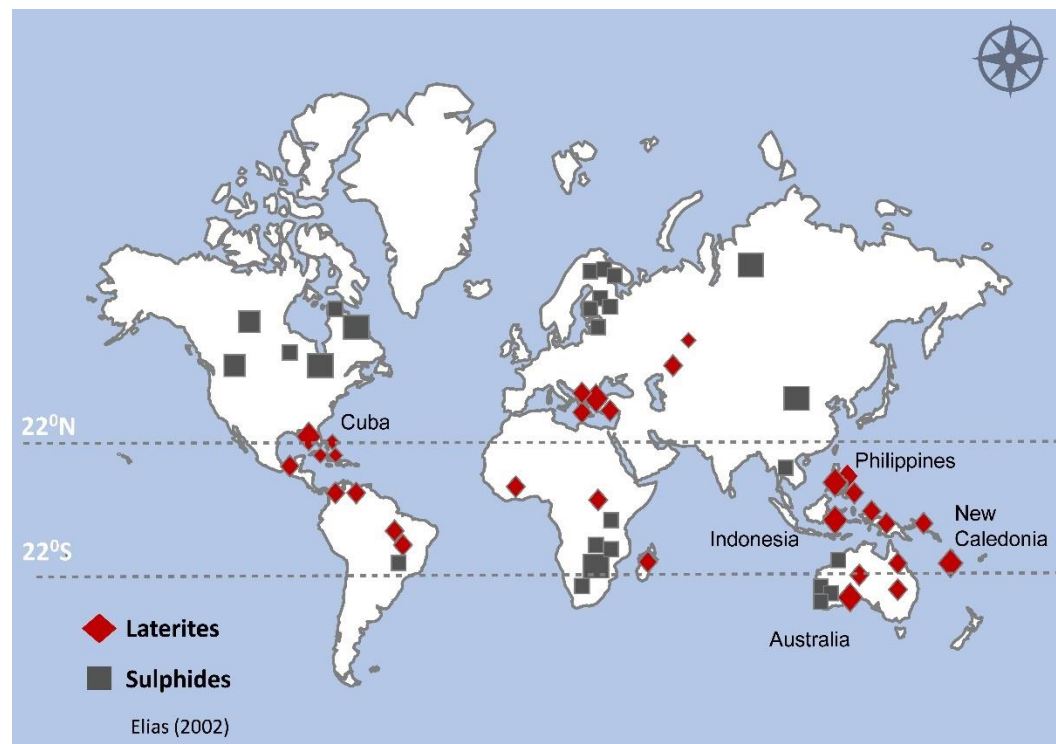 Cuba
22⁰N
Philippines
New
Caledonia
Indonesia
22⁰S
Australia
Laterites
Sulphides
Elias (2002)